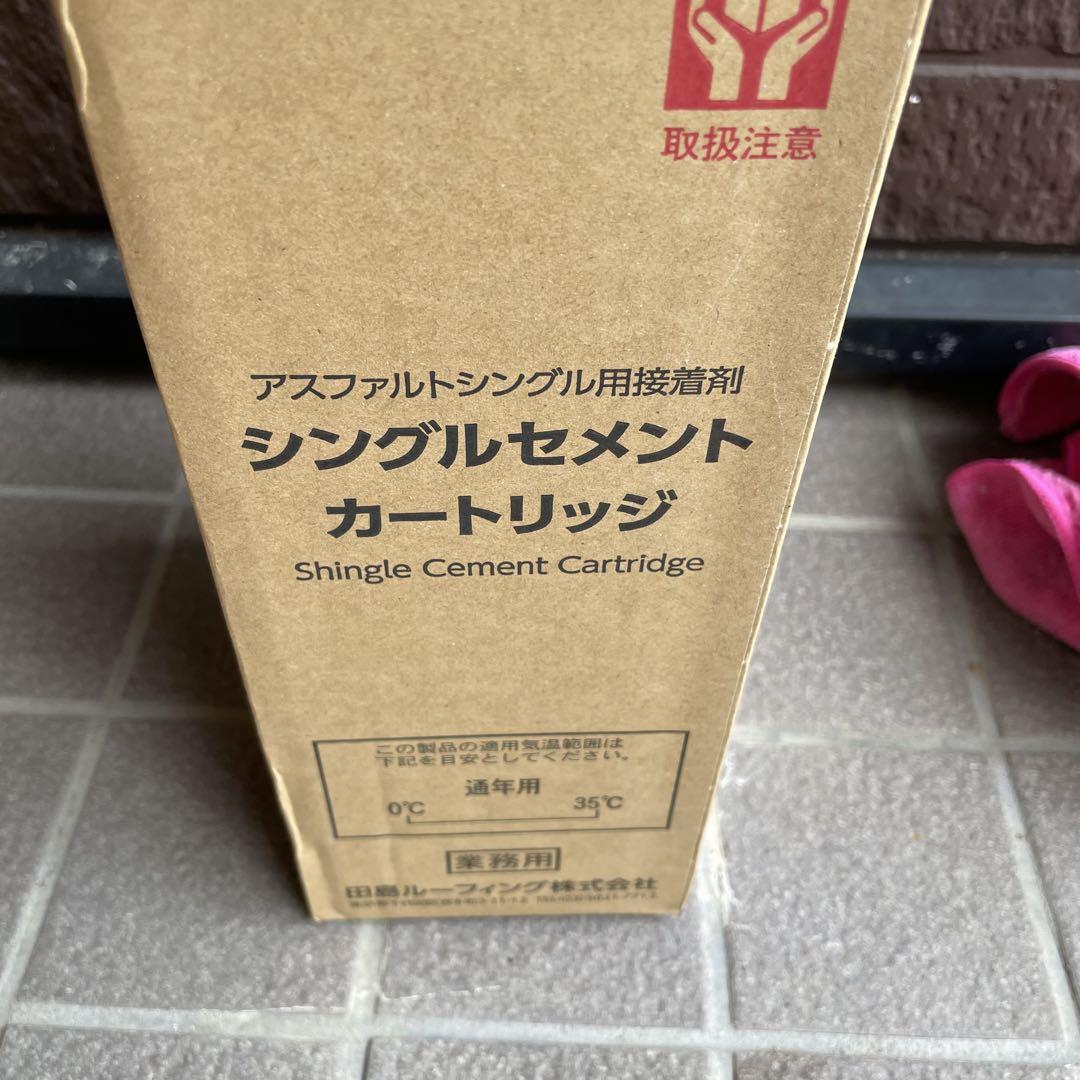 取扱注意
アスファルトシングル用接着剤
シングルセメント
カートリッジ
Shingle Cement Cartridge
この製品の適用気温範囲は
下記を目安としてください。
通年用
0℃ 35℃
業務用
田島ルーフィング株式会社